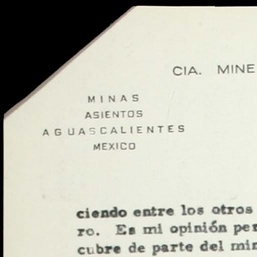 CIA. MINE
MINAS
ASIENTOS
AGUASCALIENTES
MEXICO
ciendo entre los otros
ro. Es mi opinión per
cubre de parte del min